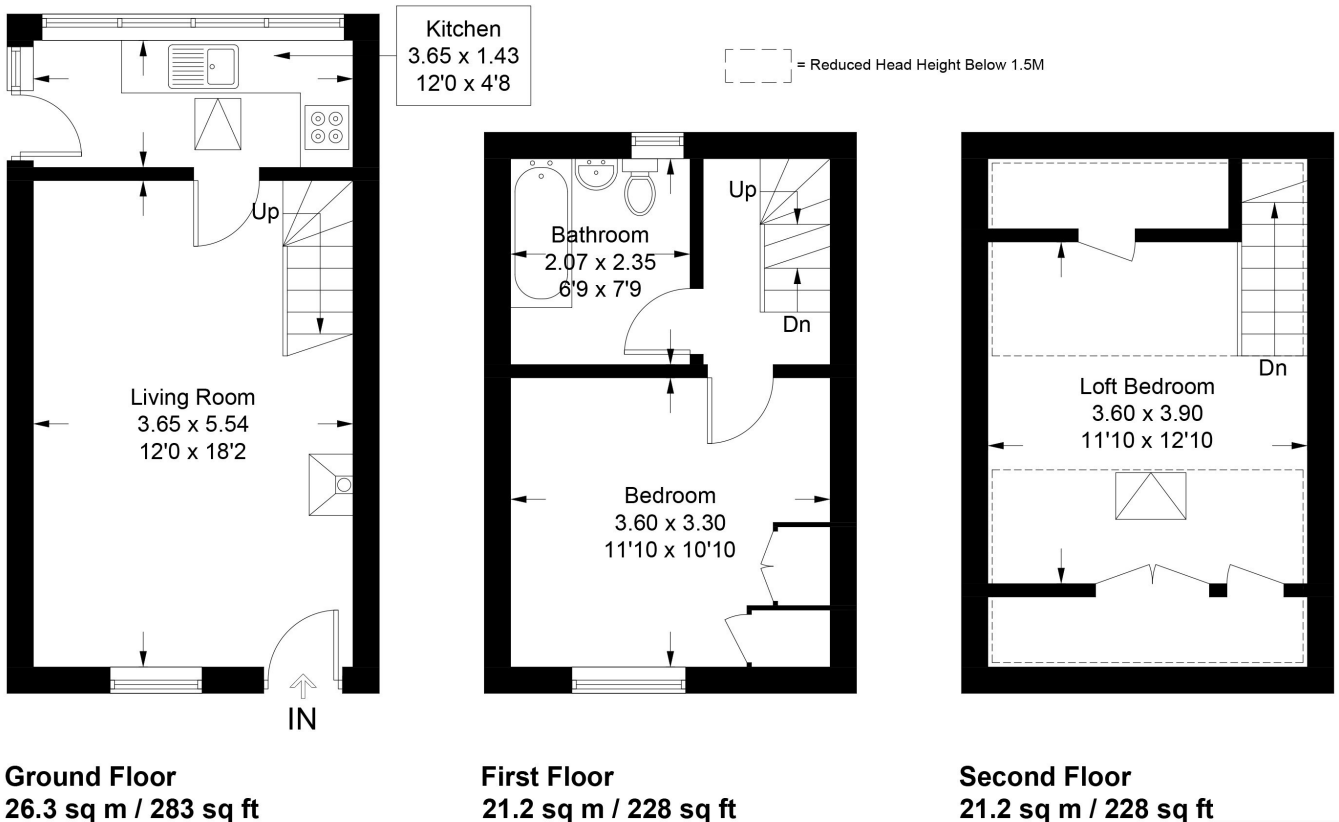 Kitchen
3.65 x 1.43
12'0 x 4'8
= Reduced Head Height Below 1.5M
Up
Living Room
3.65 x 5.54
12'0 x 18'2
IN
Ground Floor
26.3 sq m / 283 sq ft
Up
Bathroom
2.07 x 2.35
6'9 x 7'9
Dn
Bedroom
3.60 x 3.30
11'10 x 10'10
First Floor
21.2 sq m / 228 sq ft
Dn
Loft Bedroom
3.60 x 3.90
11'10 x 12'10
Second Floor
21.2 sq m / 228 sq ft